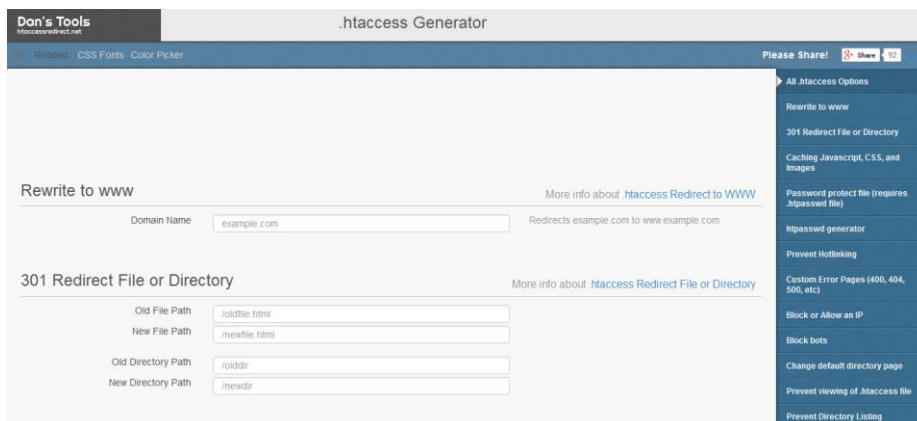 Dan's Tools
htaccessredirect.net
.htaccess Generator
Related CSS Fonts Color Picker
Please Share!
Share
92
Rewrite to www
More info about .htaccess Redirect to WWW
Domain Name
example.com
Redirects example.com to www.example.com
301 Redirect File or Directory
More info about .htaccess Redirect File or Directory
Old File Path
/oldfile.html
New File Path
/newfile.html
Old Directory Path
/olddir
New Directory Path
/newdir
All .htaccess Options
Rewrite to www
301 Redirect File or Directory
Caching Javascript, CSS, and
Images
Password protect file (requires
.htpasswd file)
htpasswd generator
Prevent Hotlinking
Custom Error Pages (400, 404,
500, etc)
Block or Allow an IP
Block bots
Change default directory page
Prevent viewing of .htaccess file
Prevent Directory Listing